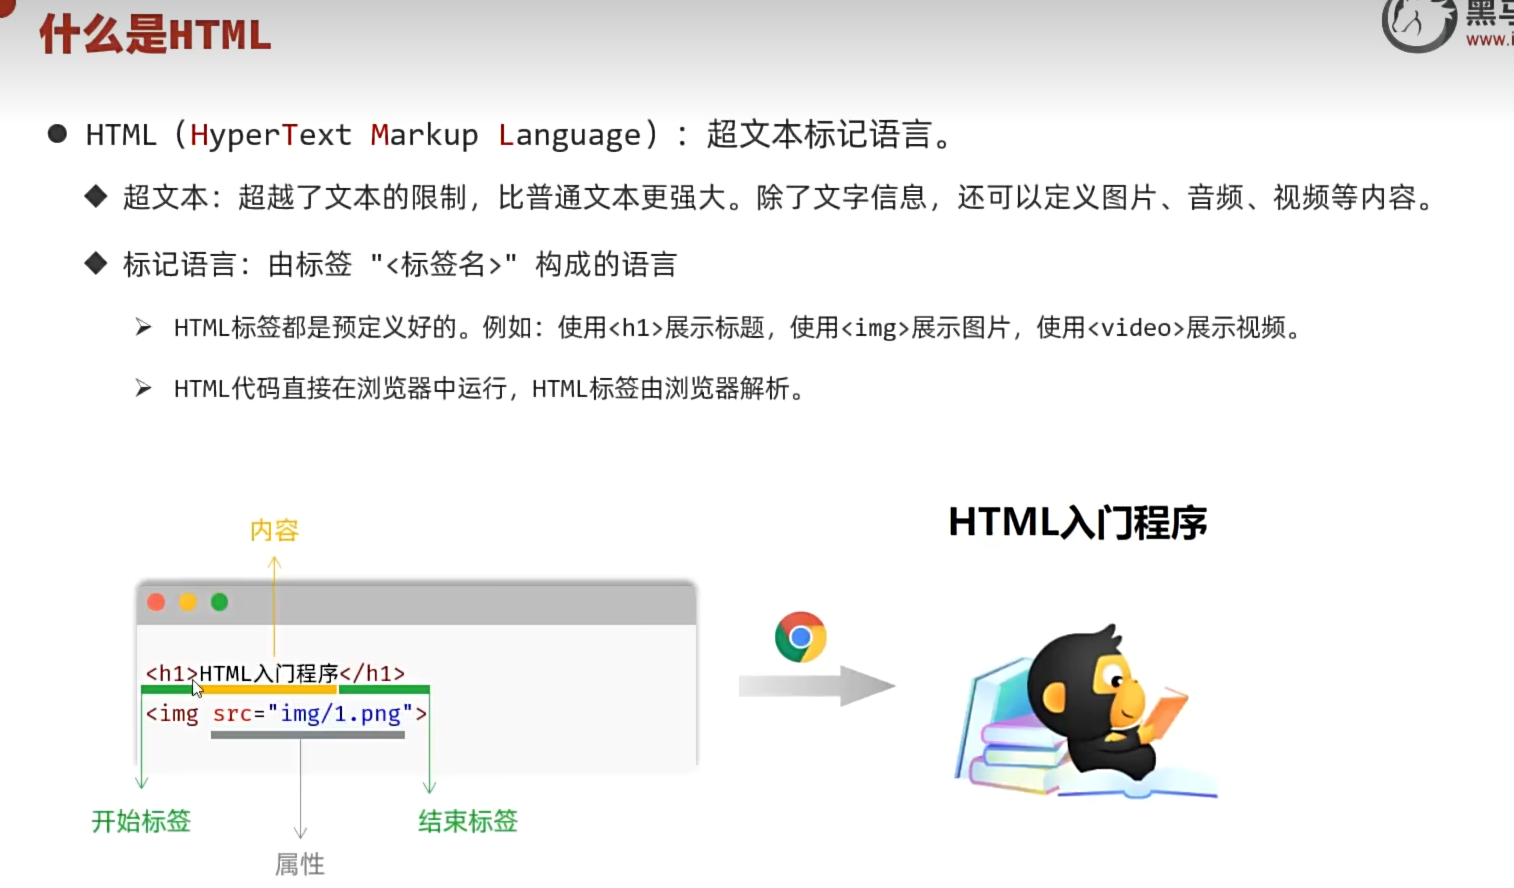 什么是HTML
黑马
www.i
HTML（HyperText Markup Language）：超文本标记语言。
超文本：超越了文本的限制，比普通文本更强大。除了文字信息，还可以定义图片、音频、视频等内容。
标记语言：由标签 "<标签名>" 构成的语言
HTML标签都是预定义好的。例如：使用<h1>展示标题，使用<img>展示图片，使用<video>展示视频。
HTML代码直接在浏览器中运行，HTML标签由浏览器解析。
内容
<h1>HTML入门程序</h1>
<img src="img/1.png">
开始标签
结束标签
属性
HTML入门程序